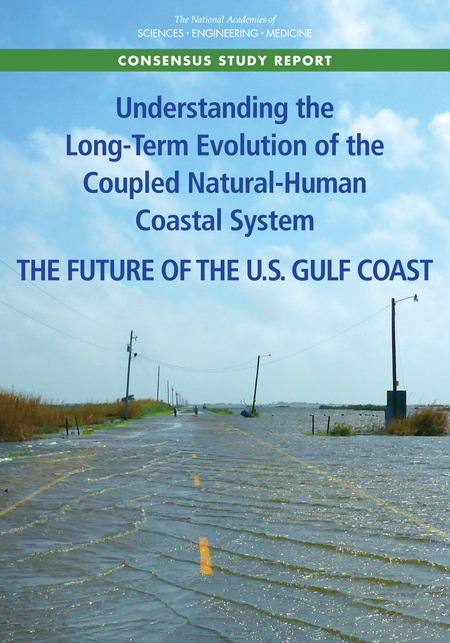 The National Academies of
SCIENCES • ENGINEERING • MEDICINE
CONSENSUS STUDY REPORT
Understanding the
Long-Term Evolution of the
Coupled Natural-Human
Coastal System
THE FUTURE OF THE U.S. GULF COAST